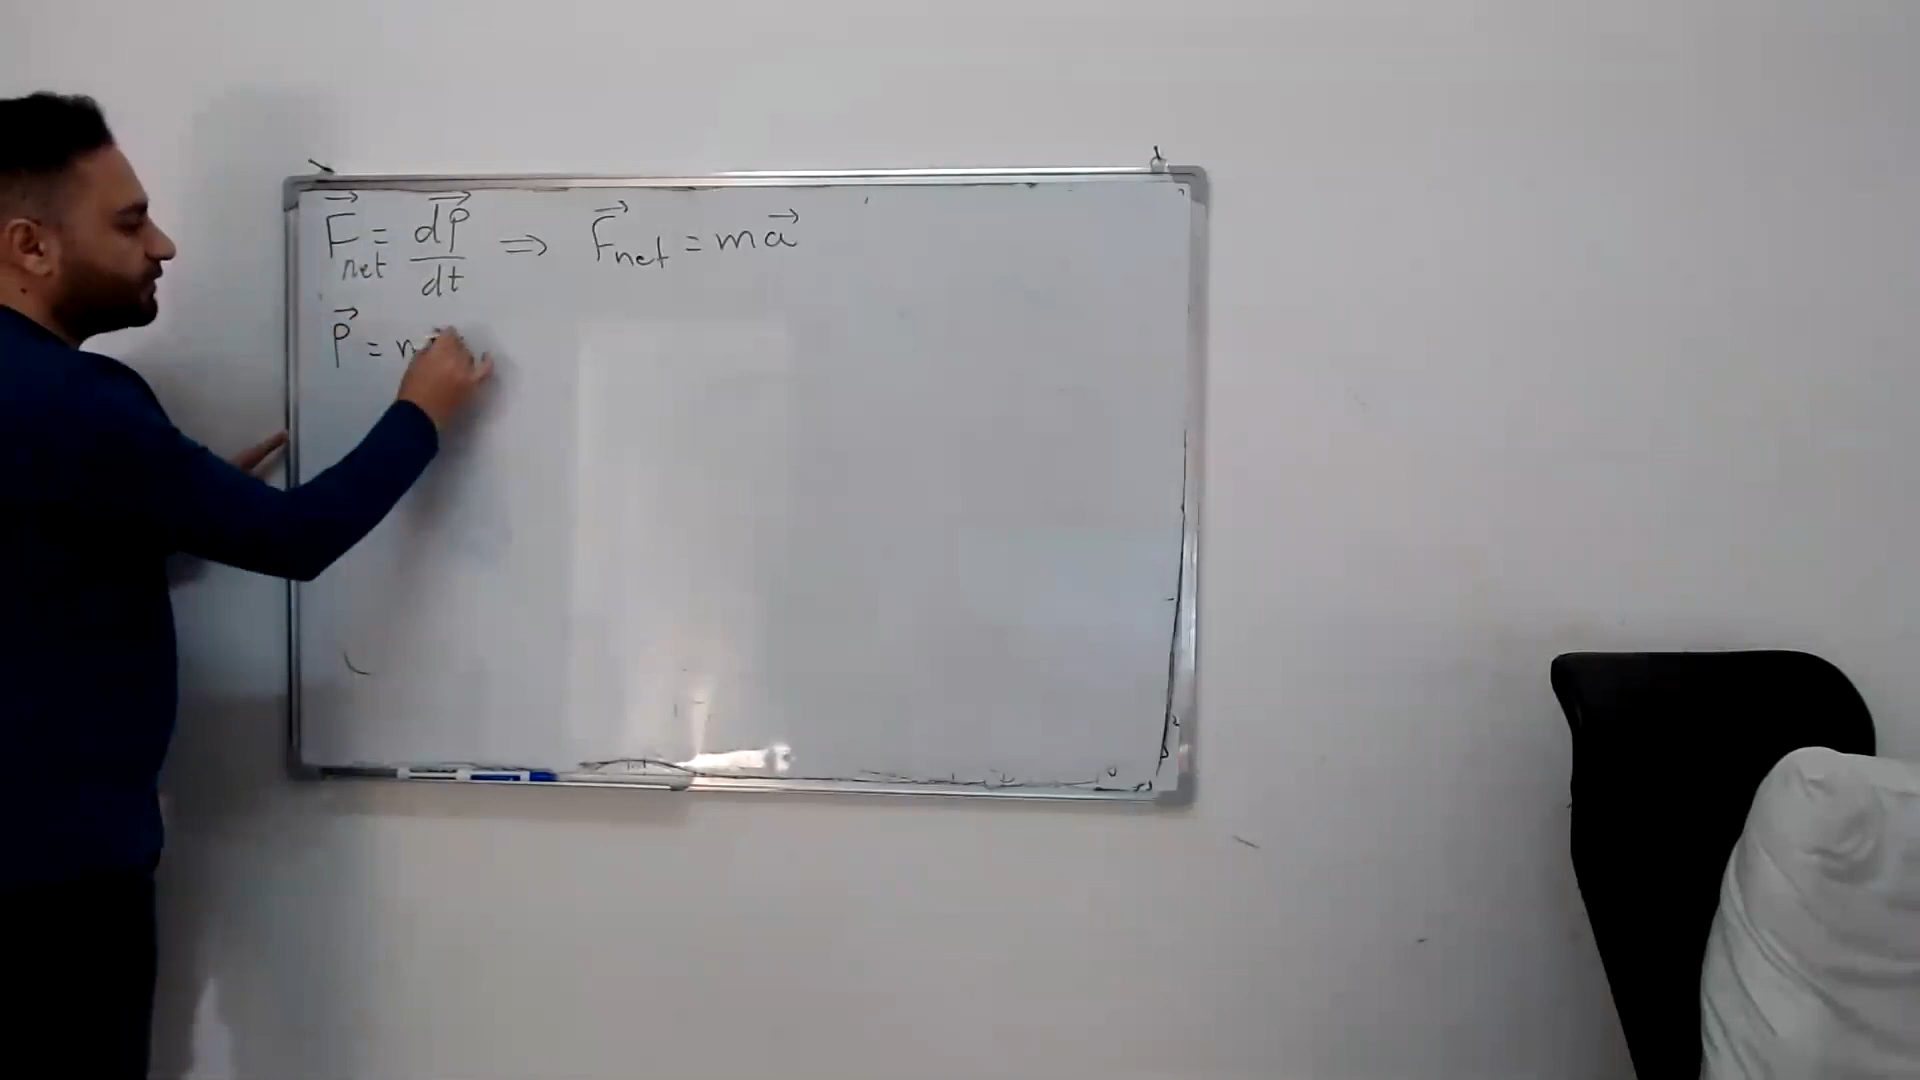 F⃗net = dp⃗/dt ⇒ F⃗net = ma⃗
P⃗ =